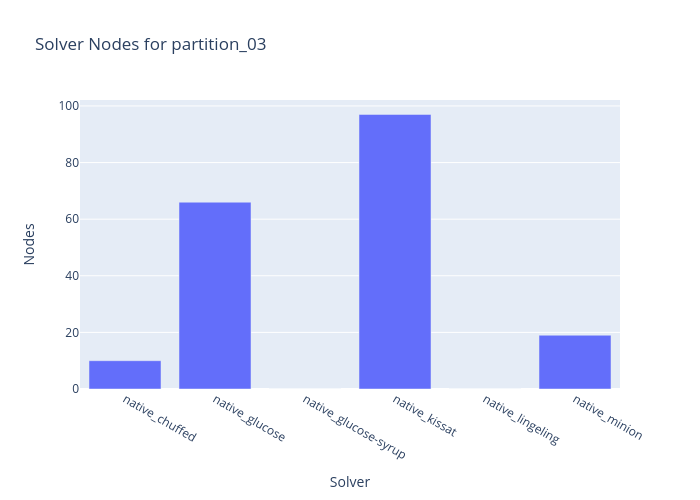 Solver Nodes for partition_03
100
80
60
40
20
0
Nodes
native_chuffed
native_glucose
native_glucose-syrup
native_kissat
native_lingeling
native_minion
Solver